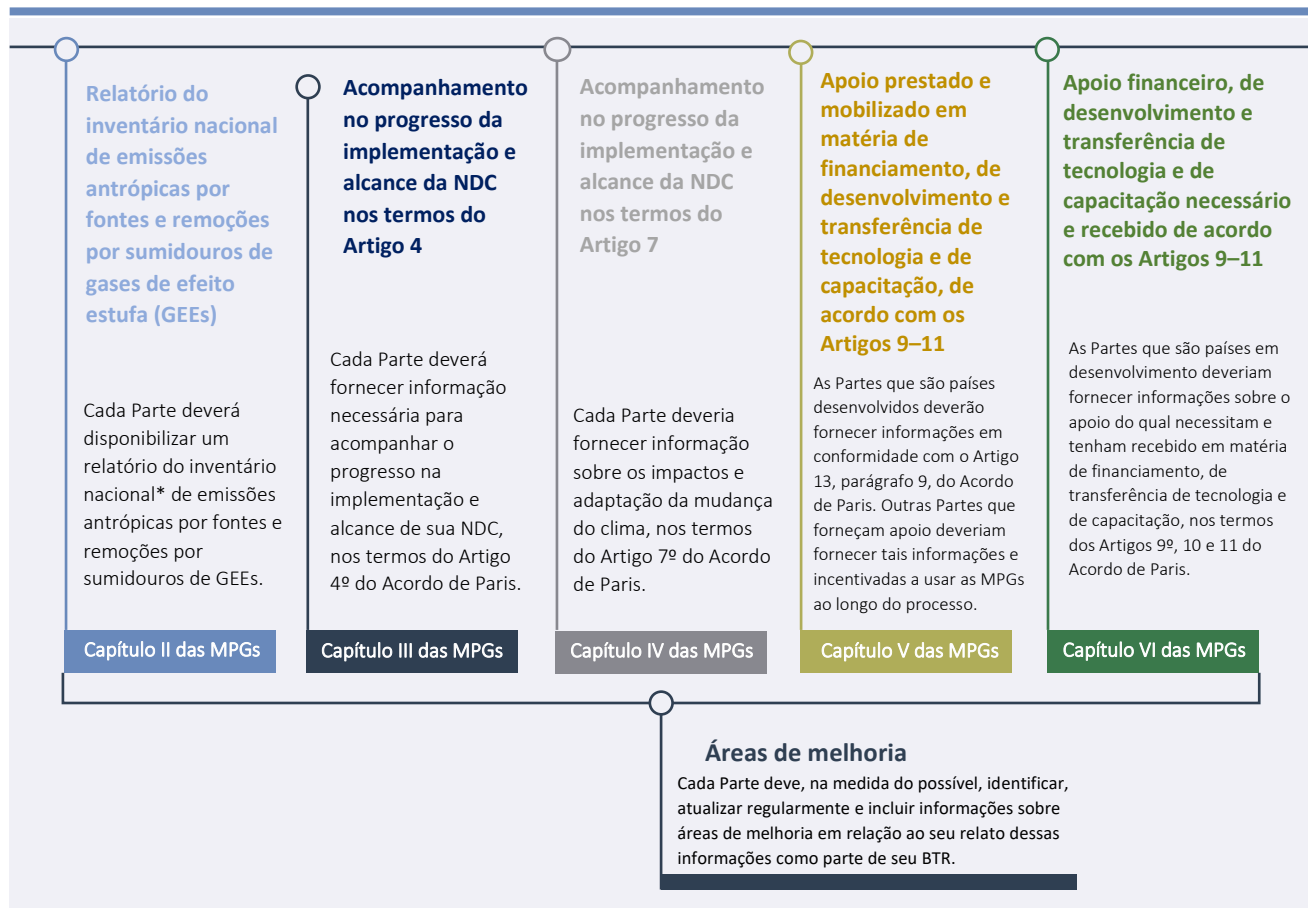 Relatório do
inventário nacional
de emissões
antrópicas por
fontes e remoções
por sumidouros de
gases de efeito
estufa (GEEs)
Cada Parte deverá
disponibilizar um
relatório do inventário
nacional* de emissões
antrópicas por fontes e
remoções por
sumidouros de GEEs.
Capítulo II das MPGs
Acompanhamento
no progresso da
implementação e
alcance da NDC
nos termos do
Artigo 4
Cada Parte deverá
fornecer informação
necessária para
acompanhar o
progresso na
implementação e
alcance de sua NDC,
nos termos do Artigo
4º do Acordo de Paris.
Capítulo III das MPGs
Acompanhamento
no progresso da
implementação e
alcance da NDC
nos termos do
Artigo 7
Cada Parte deveria
fornecer informação
sobre os impactos e
adaptação da mudança
do clima, nos termos
do Artigo 7º do Acordo
de Paris.
Capítulo IV das MPGs
Apoio prestado e
mobilizado em
matéria de
financiamento, de
desenvolvimento e
transferência de
tecnologia e de
capacitação, de
acordo com os
Artigos 9–11
As Partes que são países
desenvolvidos deverão
fornecer informações em
conformidade com o Artigo
13, parágrafo 9, do Acordo
de Paris. Outras Partes que
forneçam apoio deveriam
fornecer tais informações e
incentivadas a usar as MPGs
ao longo do processo.
Capítulo V das MPGs
Apoio financeiro, de
desenvolvimento e
transferência de
tecnologia e de
capacitação necessário
e recebido de acordo
com os Artigos 9–11
As Partes que são países em
desenvolvimento deveriam
fornecer informações sobre o
apoio do qual necessitam e
tenham recebido em matéria
de financiamento, de
transferência de tecnologia e
de capacitação, nos termos
dos Artigos 9º, 10 e 11 do
Acordo de Paris.
Capítulo VI das MPGs
Áreas de melhoria
Cada Parte deve, na medida do possível, identificar,
atualizar regularmente e incluir informações sobre
áreas de melhoria em relação ao seu relato dessas
informações como parte de seu BTR.